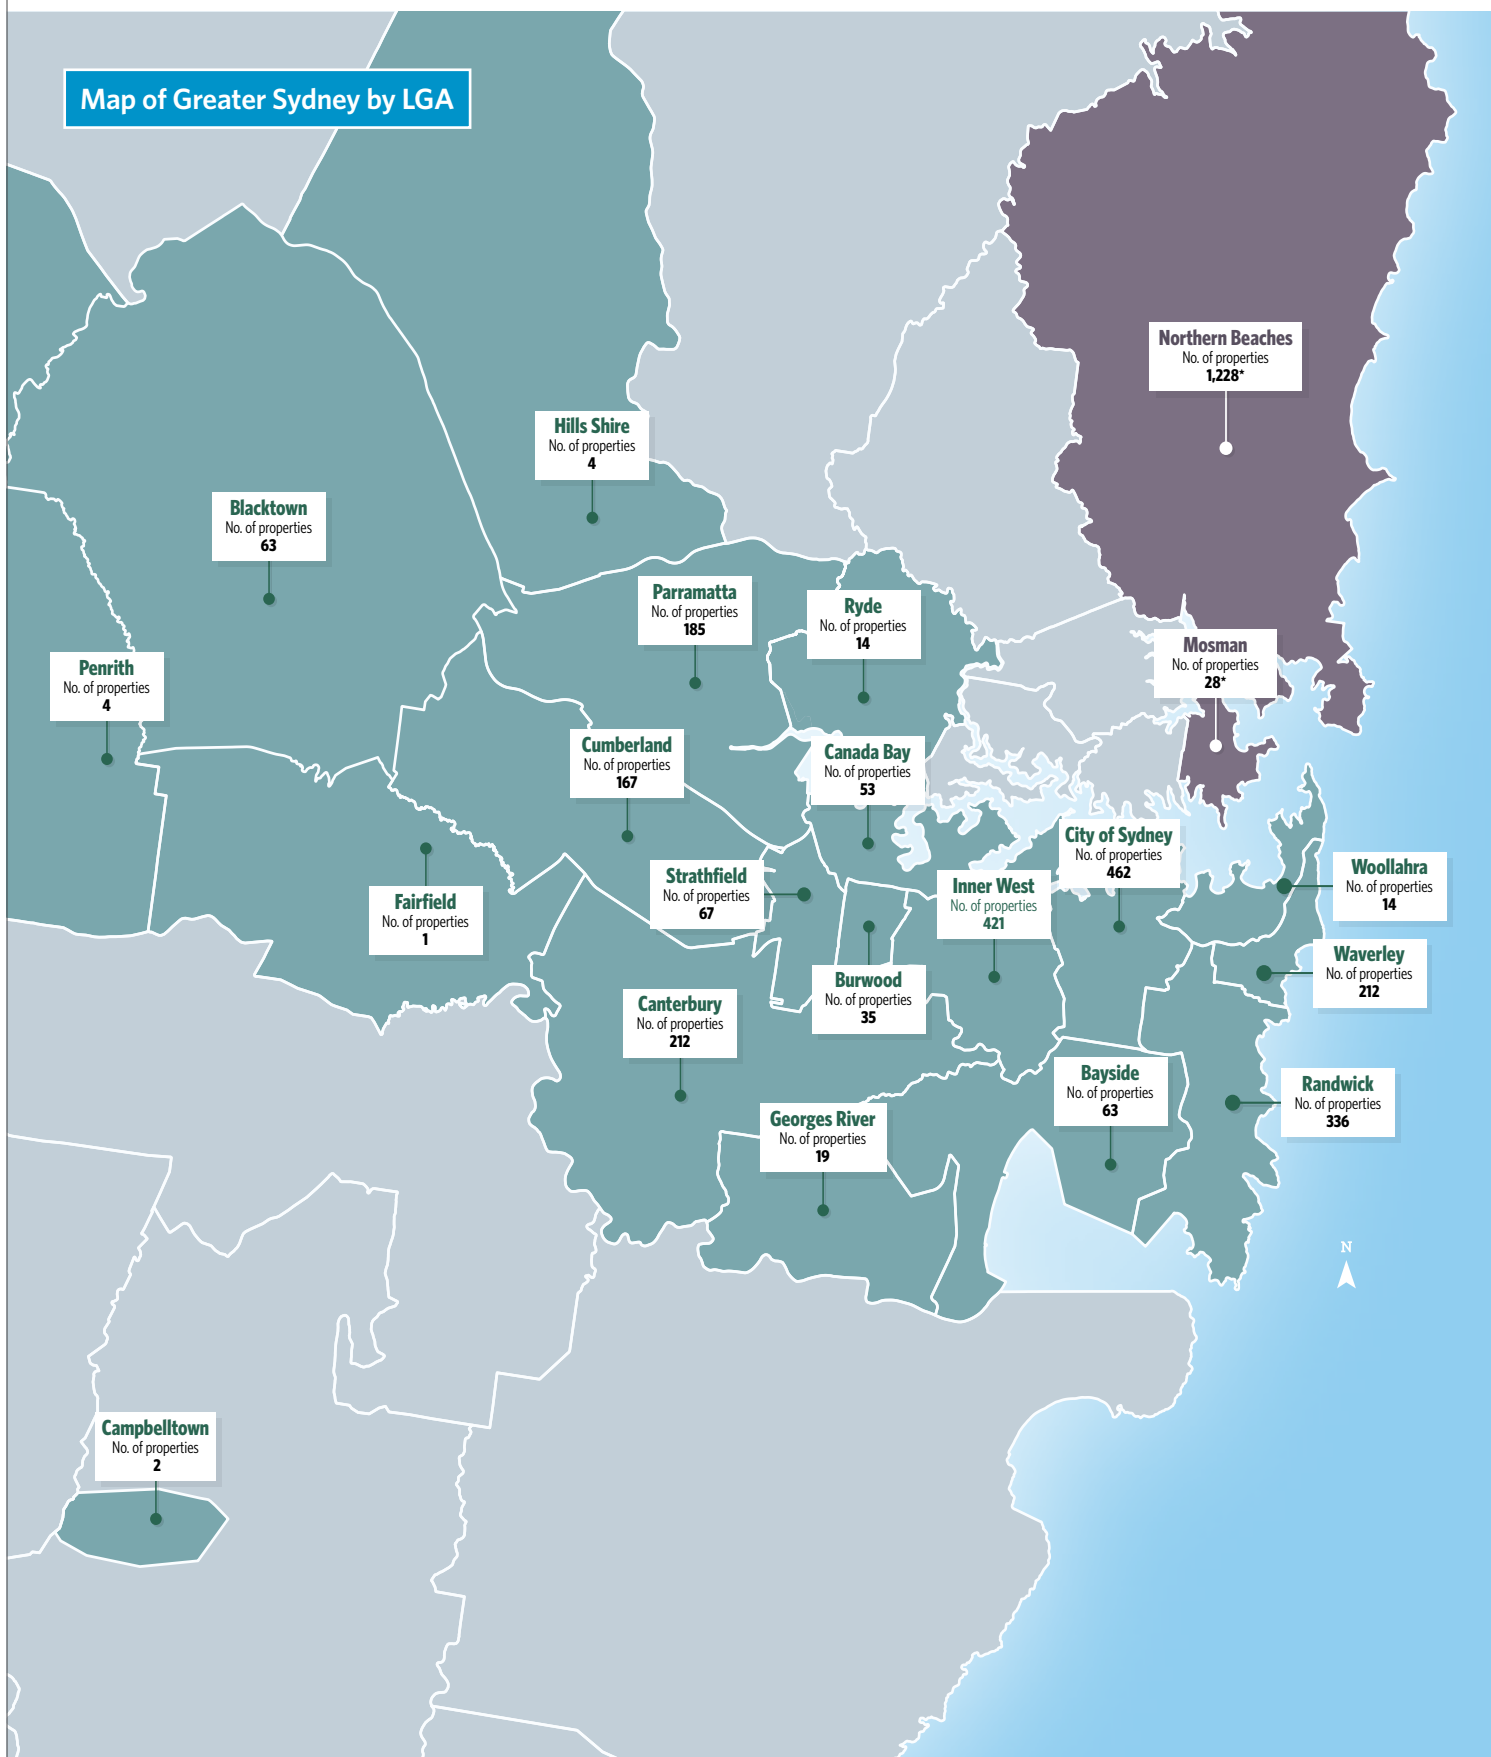 Map of Greater Sydney by LGA
Northern Beaches
No. of properties
1,228*
Hills Shire
No. of properties
4
Blacktown
No. of properties
63
Parramatta
No. of properties
185
Ryde
No. of properties
14
Mosman
No. of properties
28*
Penrith
No. of properties
4
Cumberland
No. of properties
167
Canada Bay
No. of properties
53
City of Sydney
No. of properties
462
Woollahra
No. of properties
14
Strathfield
No. of properties
67
Inner West
No. of properties
421
Fairfield
No. of properties
1
Waverley
No. of properties
212
Burwood
No. of properties
35
Canterbury
No. of properties
212
Bayside
No. of properties
63
Randwick
No. of properties
336
Georges River
No. of properties
19
N
Campbelltown
No. of properties
2